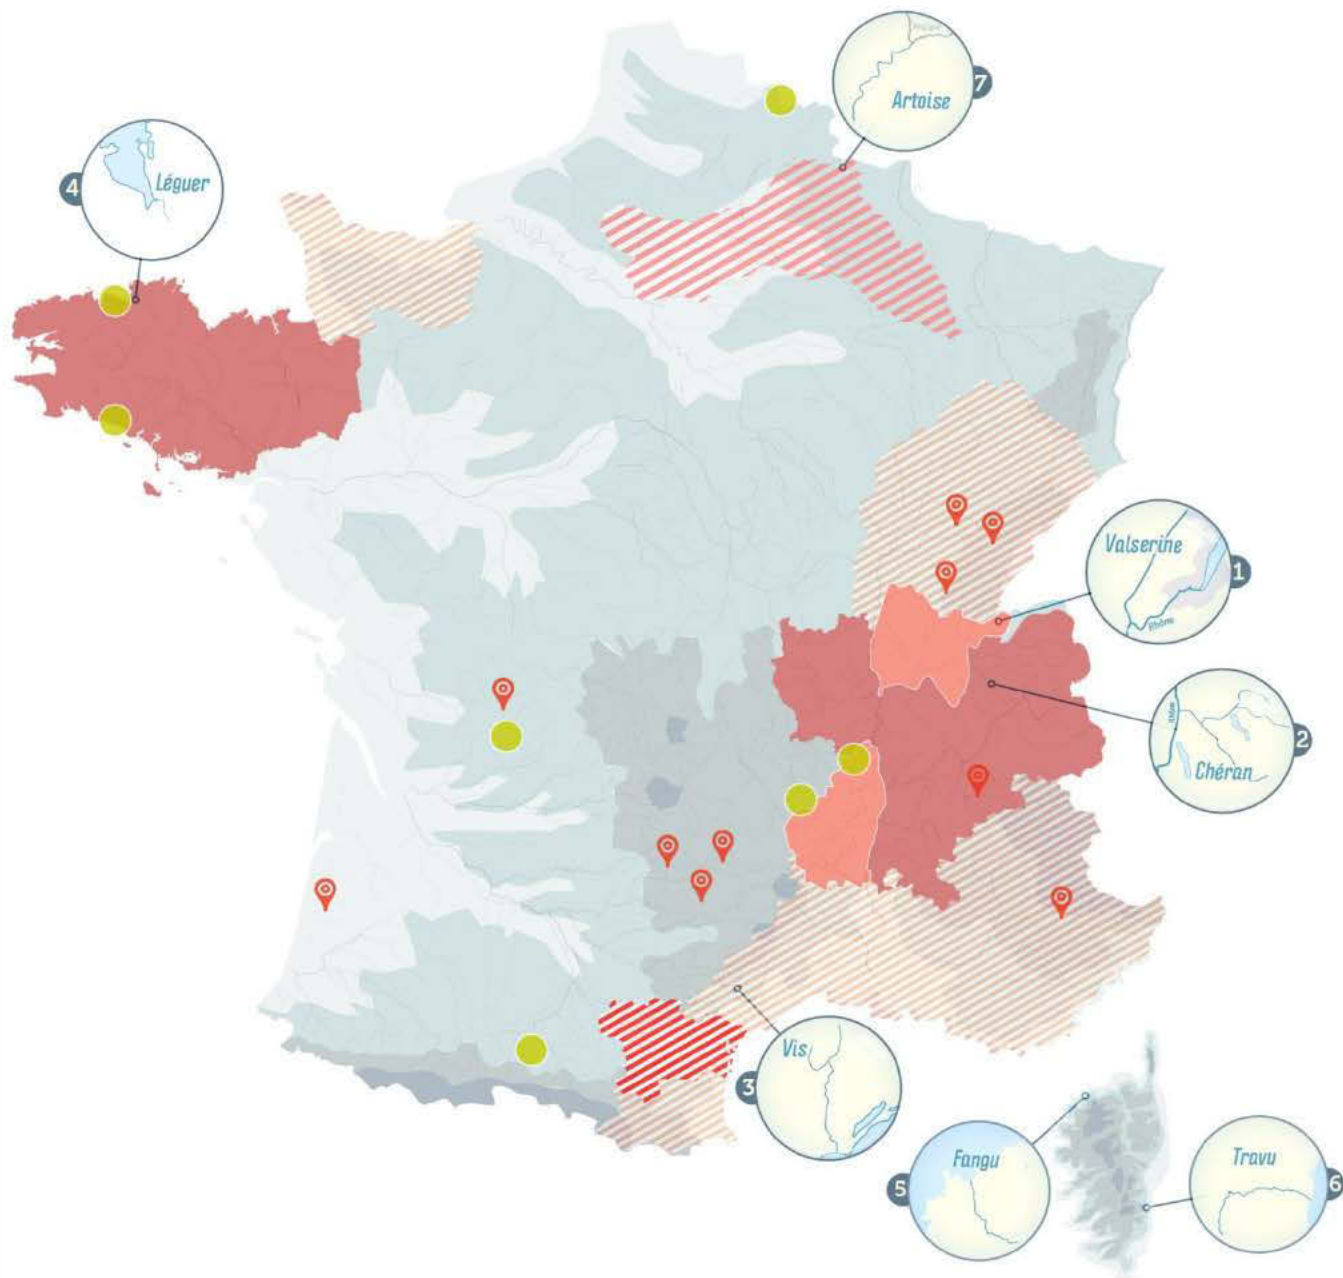 Artoise
7
4
Léguer
Valserine
1
Rhône
Rhône
2
Chéran
Vis
3
Fangu
5
Travu
6